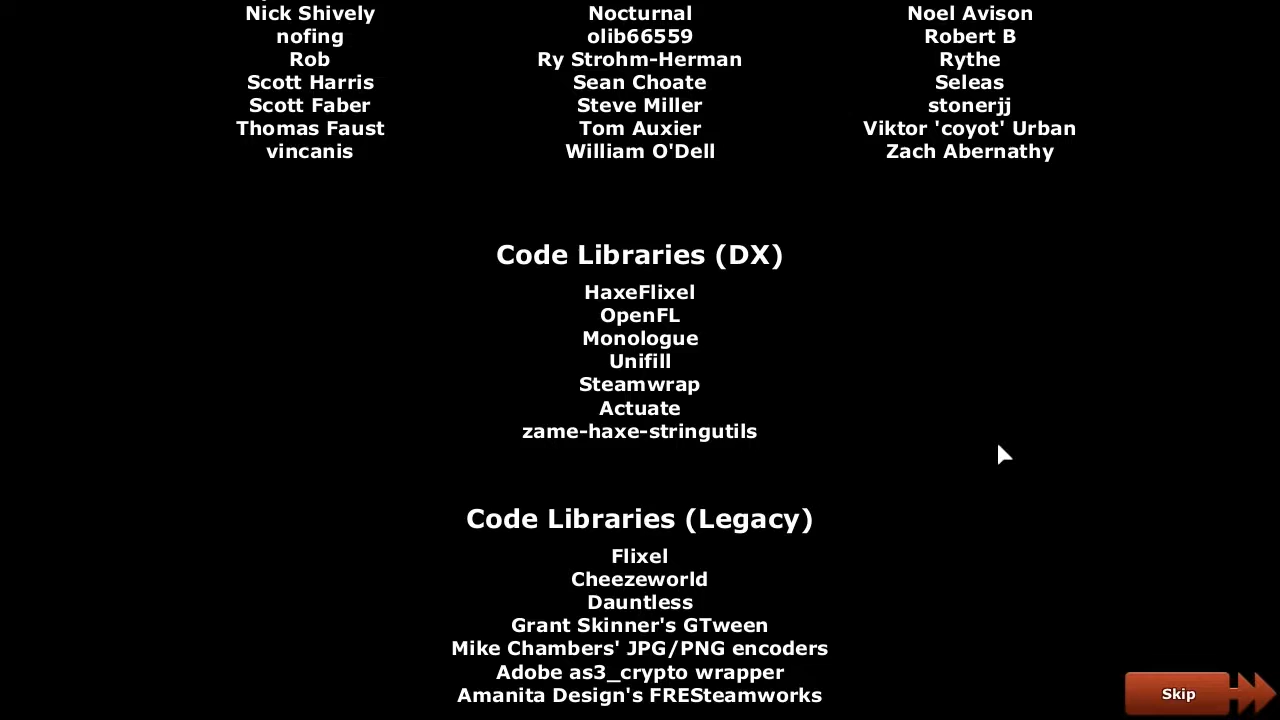 Nick Shively Nocturnal Noel Avison
nofing olib66559 Robert B
Rob Ry Strohm-Herman Rythe
Scott Harris Sean Choate Seleas
Scott Faber Steve Miller stonerjj
Thomas Faust Tom Auxier Viktor 'coyot' Urban
vincanis William O'Dell Zach Abernathy
Code Libraries (DX)
HaxeFlixel
OpenFL
Monologue
Unifill
Steamwrap
Actuate
zame-haxe-stringutils
Code Libraries (Legacy)
Flixel
Cheezeworld
Dauntless
Grant Skinner's GTween
Mike Chambers' JPG/PNG encoders
Adobe as3_crypto wrapper
Amanita Design's FRESteamworks
Skip